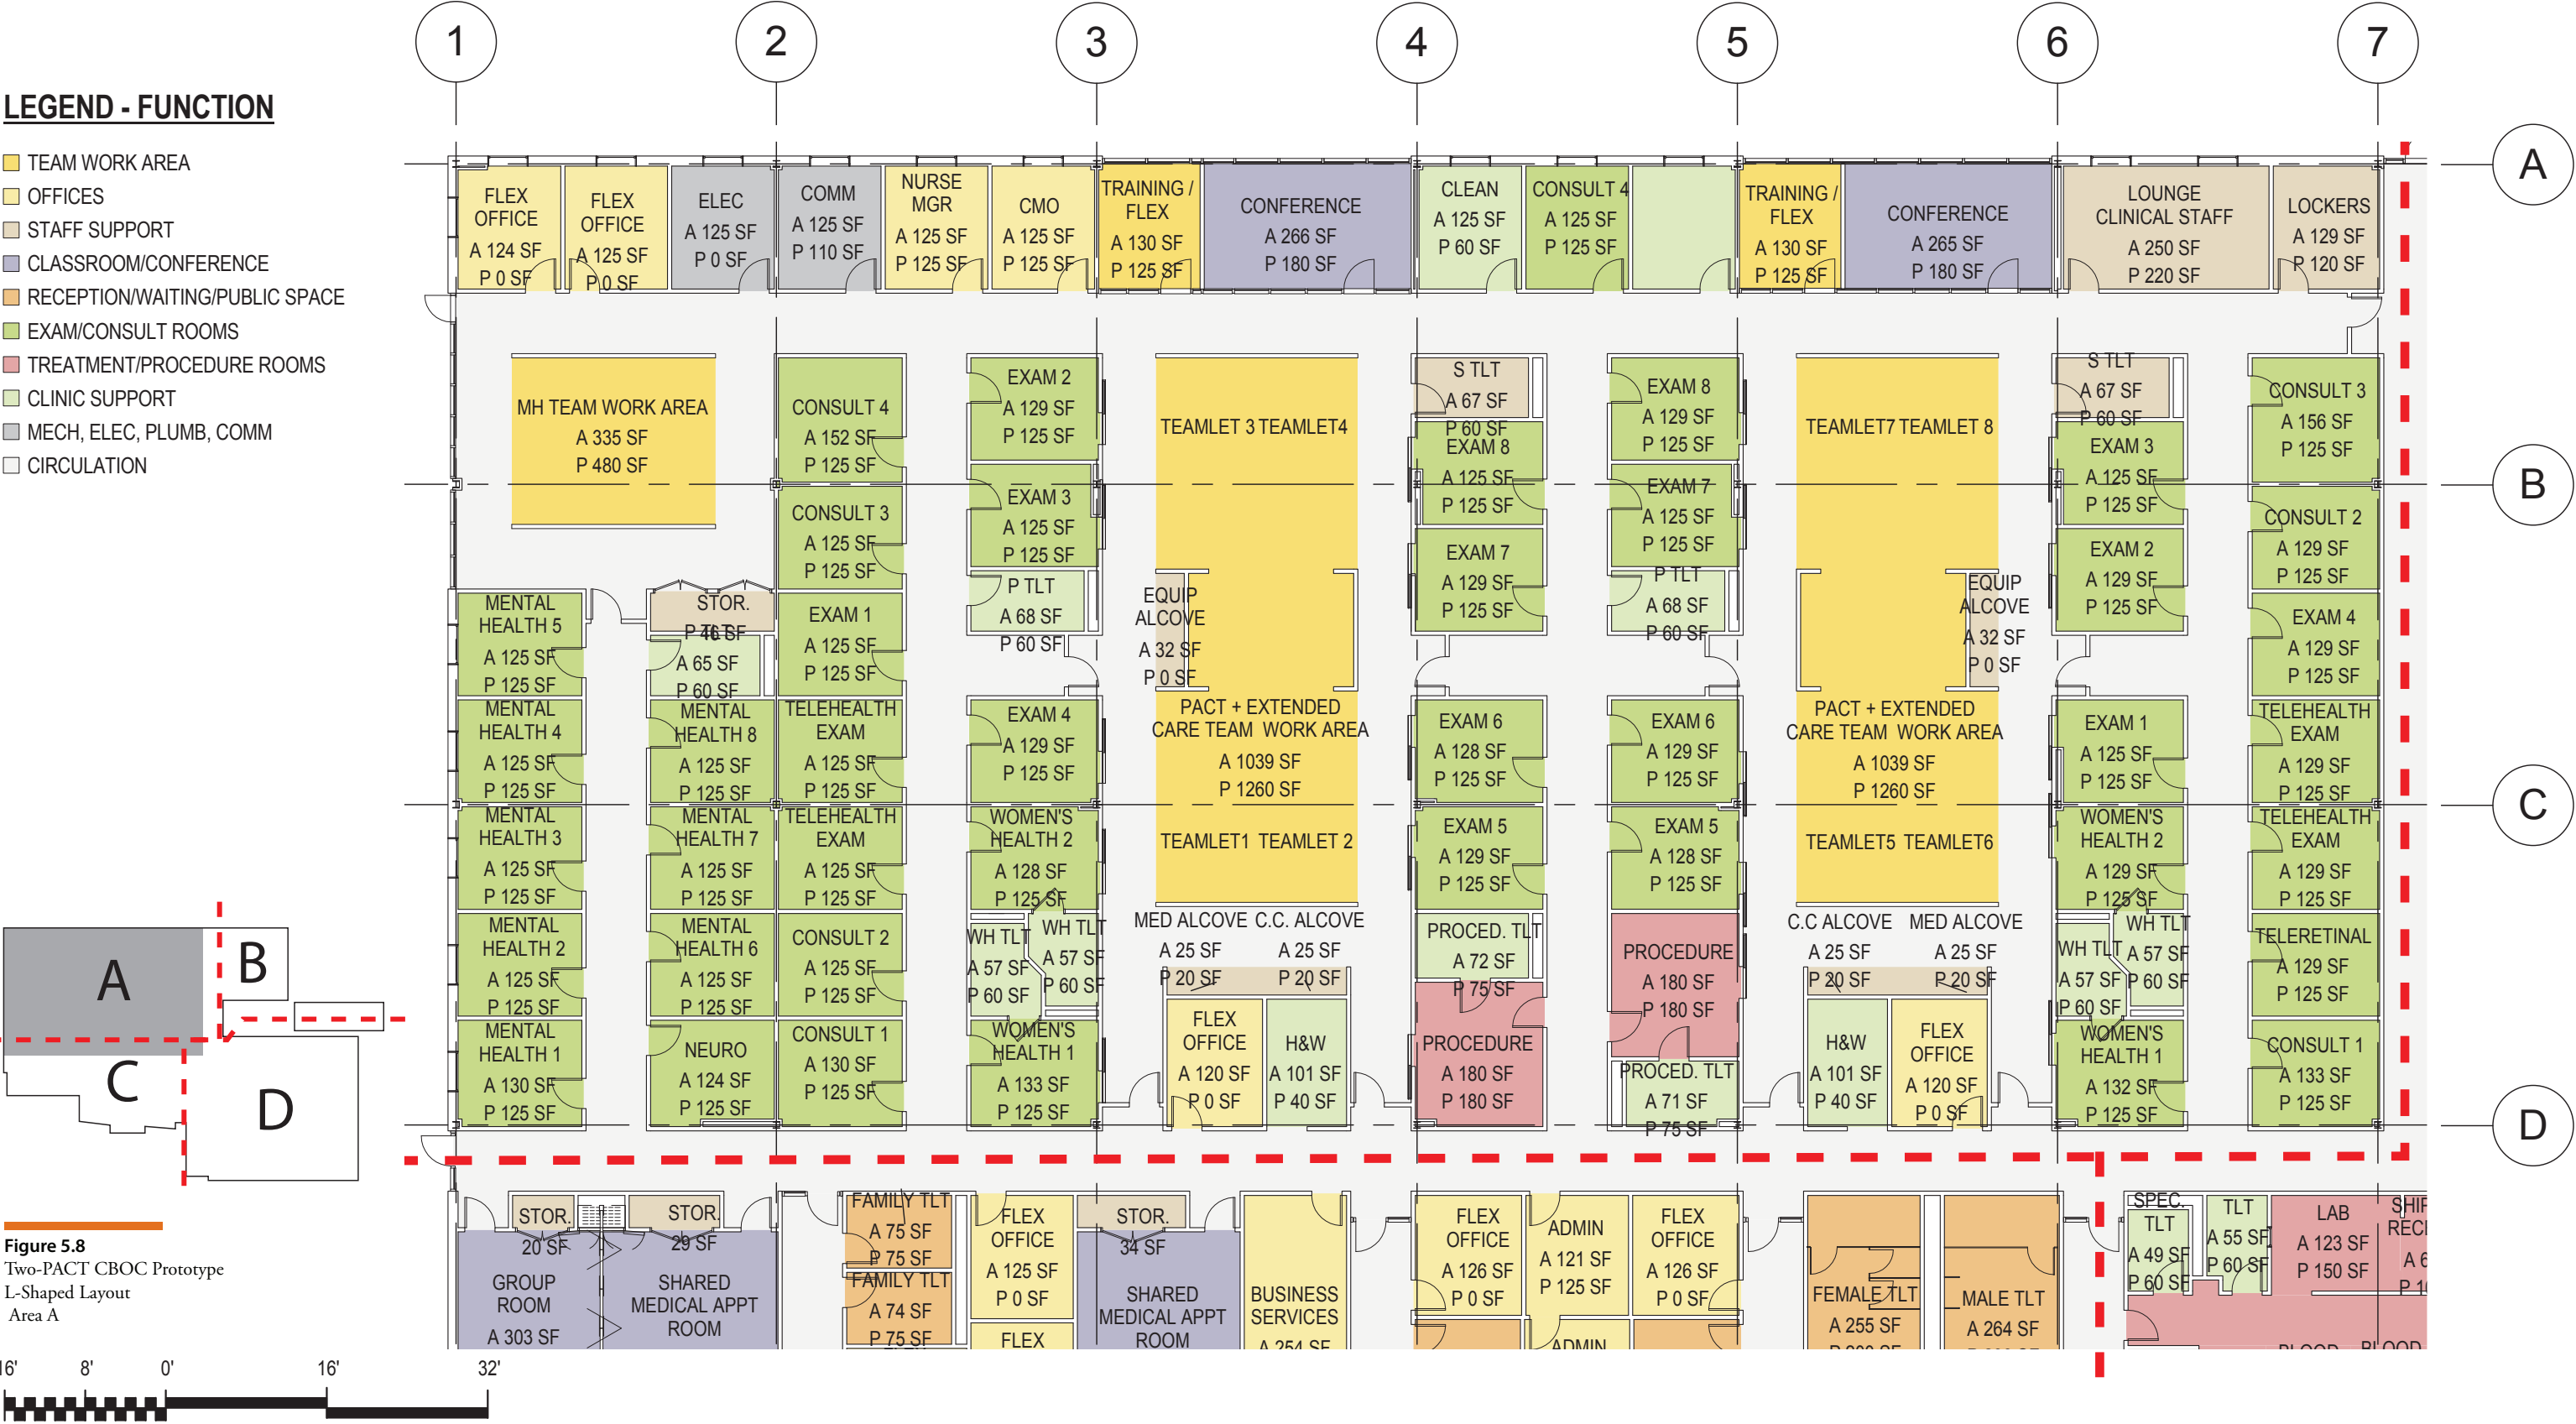 1
2
3
4
5
6
7
A
B
C
D
LEGEND - FUNCTION
TEAM WORK AREA
OFFICES
STAFF SUPPORT
CLASSROOM/CONFERENCE
RECEPTION/WAITING/PUBLIC SPACE
EXAM/CONSULT ROOMS
TREATMENT/PROCEDURE ROOMS
CLINIC SUPPORT
MECH, ELEC, PLUMB, COMM
CIRCULATION
FLEX
OFFICE
A 124 SF
P 0 SF
FLEX
OFFICE
A 125 SF
P 0 SF
ELEC
A 125 SF
P 0 SF
COMM
A 125 SF
P 110 SF
NURSE
MGR
A 125 SF
P 125 SF
CMO
A 125 SF
P 125 SF
TRAINING /
FLEX
A 130 SF
P 125 SF
CONFERENCE
A 266 SF
P 180 SF
CLEAN
A 125 SF
P 60 SF
CONSULT 4
A 125 SF
P 125 SF
TRAINING /
FLEX
A 130 SF
P 125 SF
CONFERENCE
A 265 SF
P 180 SF
LOUNGE
CLINICAL STAFF
A 250 SF
P 220 SF
LOCKERS
A 129 SF
P 120 SF
MH TEAM WORK AREA
A 335 SF
P 480 SF
MENTAL
HEALTH 5
A 125 SF
P 125 SF
MENTAL
HEALTH 4
A 125 SF
P 125 SF
MENTAL
HEALTH 3
A 125 SF
P 125 SF
MENTAL
HEALTH 2
A 125 SF
P 125 SF
MENTAL
HEALTH 1
A 130 SF
P 125 SF
STOR.
A 65 SF
P 60 SF
MENTAL
HEALTH 8
A 125 SF
P 125 SF
MENTAL
HEALTH 7
A 125 SF
P 125 SF
MENTAL
HEALTH 6
A 125 SF
P 125 SF
NEURO
A 124 SF
P 125 SF
CONSULT 4
A 152 SF
P 125 SF
CONSULT 3
A 125 SF
P 125 SF
EXAM 1
A 125 SF
P 125 SF
TELEHEALTH
EXAM
A 125 SF
P 125 SF
TELEHEALTH
EXAM
A 125 SF
P 125 SF
CONSULT 2
A 125 SF
P 125 SF
CONSULT 1
A 130 SF
P 125 SF
EXAM 2
A 129 SF
P 125 SF
EXAM 3
A 125 SF
P 125 SF
P TLT
A 68 SF
P 60 SF
EXAM 4
A 129 SF
P 125 SF
WOMEN'S
HEALTH 2
A 128 SF
P 125 SF
WH TLT
A 57 SF
P 60 SF
WH TLT
A 57 SF
P 60 SF
WOMEN'S
HEALTH 1
A 133 SF
P 125 SF
TEAMLET 3 TEAMLET4
EQUIP
ALCOVE
A 32 SF
P 0 SF
PACT + EXTENDED
CARE TEAM WORK AREA
A 1039 SF
P 1260 SF
TEAMLET1 TEAMLET 2
MED ALCOVE
A 25 SF
P 20 SF
C.C. ALCOVE
A 25 SF
P 20 SF
FLEX
OFFICE
A 120 SF
P 0 SF
H&W
A 101 SF
P 40 SF
S TLT
A 67 SF
P 60 SF
EXAM 8
A 125 SF
P 125 SF
EXAM 7
A 129 SF
P 125 SF
EXAM 6
A 128 SF
P 125 SF
EXAM 5
A 129 SF
P 125 SF
PROCED. TLT
A 72 SF
P 75 SF
PROCEDURE
A 180 SF
P 180 SF
EXAM 8
A 129 SF
P 125 SF
EXAM 7
A 125 SF
P 125 SF
P TLT
A 68 SF
P 60 SF
EXAM 6
A 129 SF
P 125 SF
EXAM 5
A 128 SF
P 125 SF
PROCEDURE
A 180 SF
P 180 SF
PROCED. TLT
A 71 SF
P 75 SF
TEAMLET7 TEAMLET 8
EQUIP
ALCOVE
A 32 SF
P 0 SF
PACT + EXTENDED
CARE TEAM WORK AREA
A 1039 SF
P 1260 SF
TEAMLET5 TEAMLET6
C.C ALCOVE
A 25 SF
P 20 SF
MED ALCOVE
A 25 SF
P 20 SF
H&W
A 101 SF
P 40 SF
FLEX
OFFICE
A 120 SF
P 0 SF
S TLT
A 67 SF
P 60 SF
EXAM 3
A 125 SF
P 125 SF
EXAM 2
A 129 SF
P 125 SF
EXAM 1
A 125 SF
P 125 SF
WOMEN'S
HEALTH 2
A 129 SF
P 125 SF
WH TLT
A 57 SF
P 60 SF
WH TLT
A 57 SF
P 60 SF
WOMEN'S
HEALTH 1
A 132 SF
P 125 SF
CONSULT 3
A 156 SF
P 125 SF
CONSULT 2
A 129 SF
P 125 SF
EXAM 4
A 129 SF
P 125 SF
TELEHEALTH
EXAM
A 129 SF
P 125 SF
TELEHEALTH
EXAM
A 129 SF
P 125 SF
TELERETINAL
A 129 SF
P 125 SF
CONSULT 1
A 133 SF
P 125 SF
STOR.
20 SF
GROUP
ROOM
A 303 SF
STOR.
29 SF
SHARED
MEDICAL APPT
ROOM
FAMILY TLT
A 75 SF
P 75 SF
FAMILY TLT
A 74 SF
P 75 SF
FLEX
OFFICE
A 125 SF
P 0 SF
FLEX
STOR.
34 SF
SHARED
MEDICAL APPT
ROOM
BUSINESS
SERVICES
A 254 SF
FLEX
OFFICE
A 126 SF
P 0 SF
ADMIN
A 121 SF
P 125 SF
ADMIN
FLEX
OFFICE
A 126 SF
P 0 SF
FEMALE TLT
A 255 SF
MALE TLT
A 264 SF
SPEC.
TLT
A 49 SF
P 60 SF
TLT
A 55 SF
P 60 SF
LAB
A 123 SF
P 150 SF
A
B
C
D
Figure 5.8
Two-PACT CBOC Prototype
L-Shaped Layout
Area A
16' 8' 0' 16' 32'